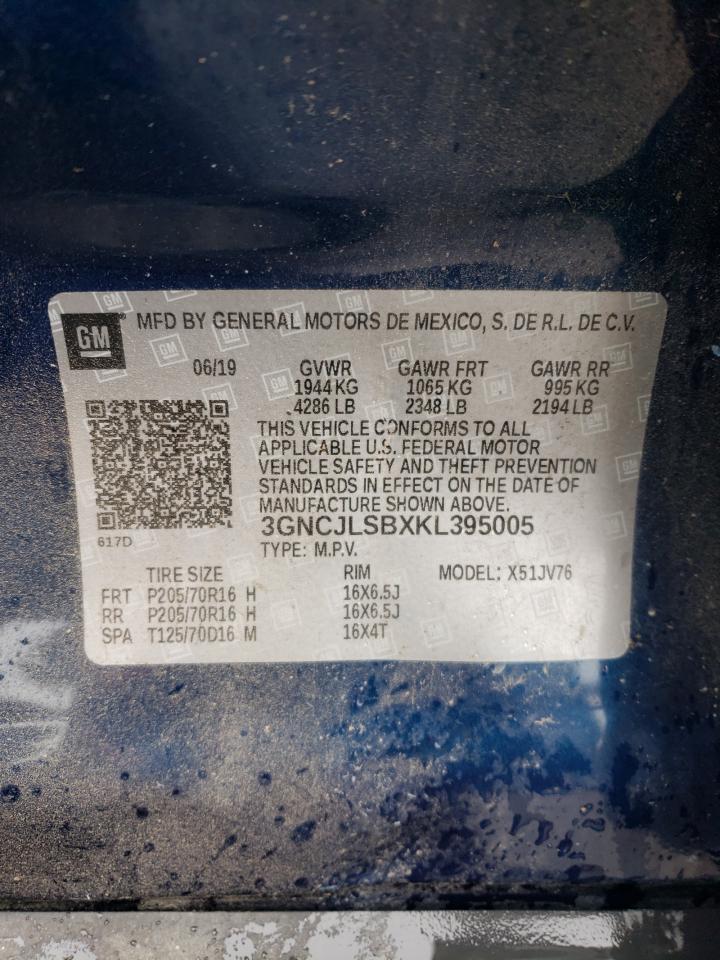 GM® MFD BY GENERAL MOTORS DE MEXICO, S. DE R.L. DE C.V.
06/19 GVWR GAWR FRT GAWR RR
1944 KG 1065 KG 995 KG
4286 LB 2348 LB 2194 LB
THIS VEHICLE CONFORMS TO ALL
APPLICABLE U.S. FEDERAL MOTOR
VEHICLE SAFETY AND THEFT PREVENTION
STANDARDS IN EFFECT ON THE DATE OF
MANUFACTURE SHOWN ABOVE.
3GNCJLSBXKL395005
617D
TYPE: M.P.V.
TIRE SIZE RIM MODEL: X51JV76
FRT P205/70R16 H 16X6.5J
RR P205/70R16 H 16X6.5J
SPA T125/70D16 M 16X4T